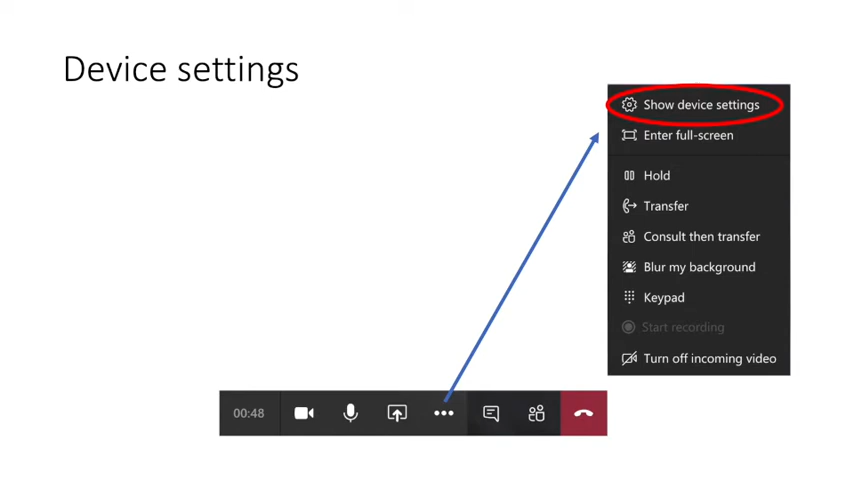 Device settings
Show device settings
Enter full-screen
Hold
Transfer
Consult then transfer
Blur my background
Keypad
Start recording
Turn off incoming video
00:48